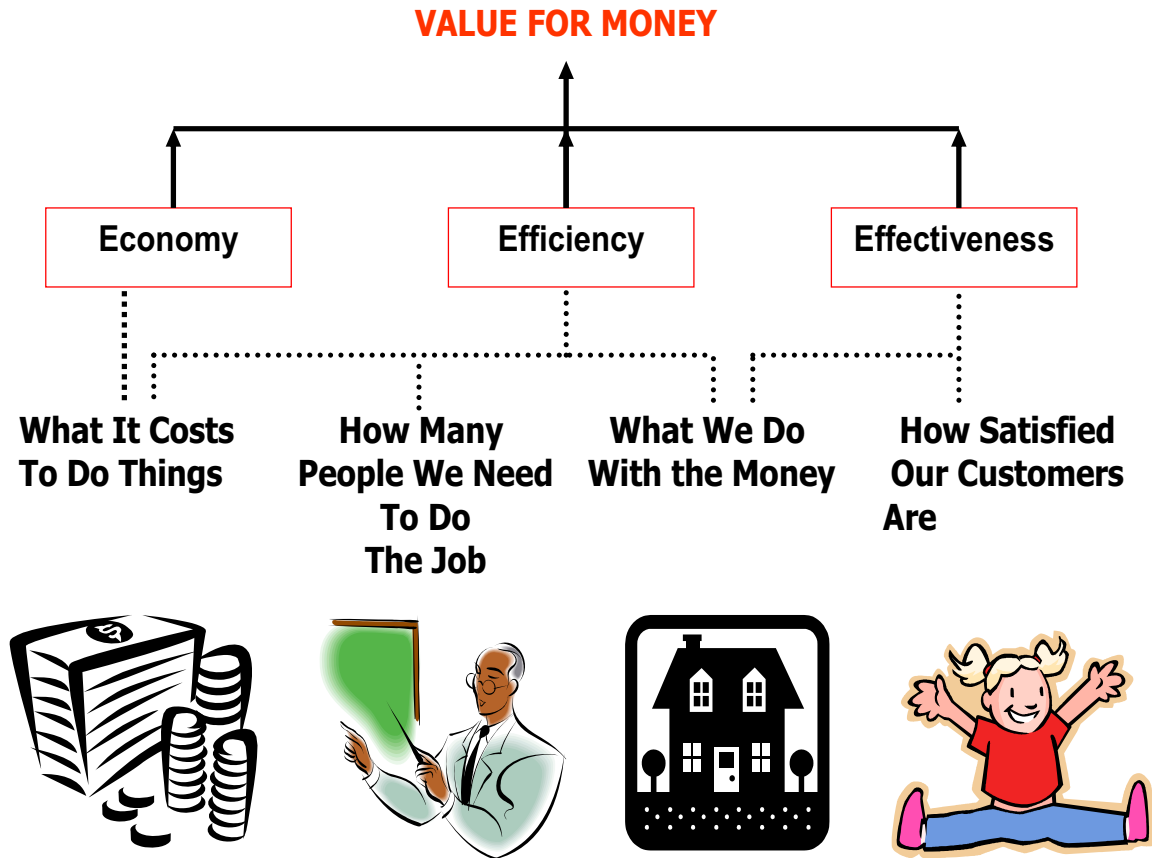 VALUE FOR MONEY
Economy
Efficiency
Effectiveness
What It Costs
To Do Things
How Many
People We Need
To Do
The Job
What We Do
With the Money
How Satisfied
Our Customers
Are
$